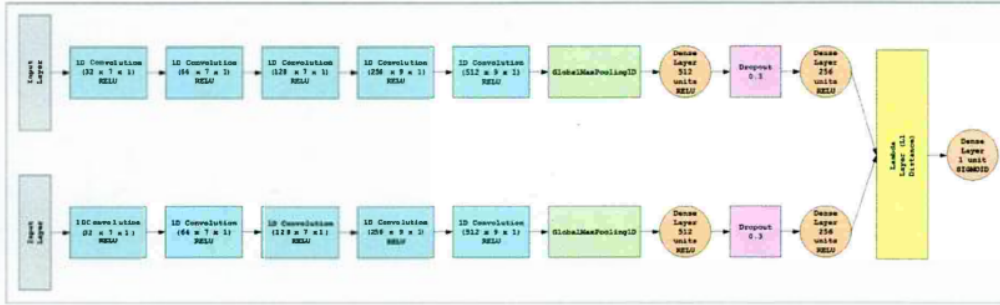 Input
Layer
1D Convolution
(32 x 7 x 1)
RELU
1D Convolution
(64 x 7 x 1)
RELU
1D Convolution
(128 x 7 x 1)
RELU
1D Convolution
(256 x 9 x 1)
RELU
1D Convolution
(512 x 9 x 1)
RELU
GlobalMaxPooling1D
Dense
Layer
512
units
RELU
Dropout
0.3
Dense
Layer
256
units
RELU
Lambda
Layer (L1
Distance)
Dense
Layer
1 unit
SIGMOID
Input
Layer
1D Convolution
(32 x 7 x 1)
RELU
1D Convolution
(64 x 7 x 1)
RELU
1D Convolution
(128 x 7 x1)
RELU
1D Convolution
(256 x 9 x 1)
RELU
1D Convolution
(512 x 9 x 1)
RELU
GlobalMaxPooling1D
Dense
Layer
512
units
RELU
Dropout
0.3
Dense
Layer
256
units
RELU